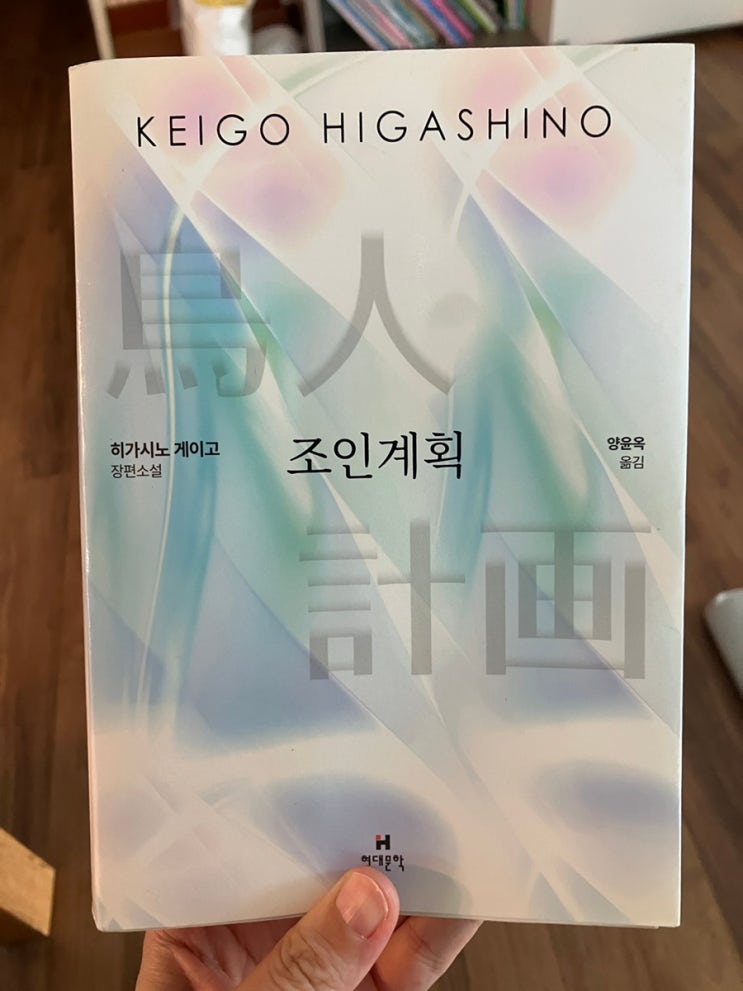 KEIGO HIGASHINO
鳥人
히가시노 게이고
장편소설
조인계획
양윤옥
옮김
計画
H
현대문학